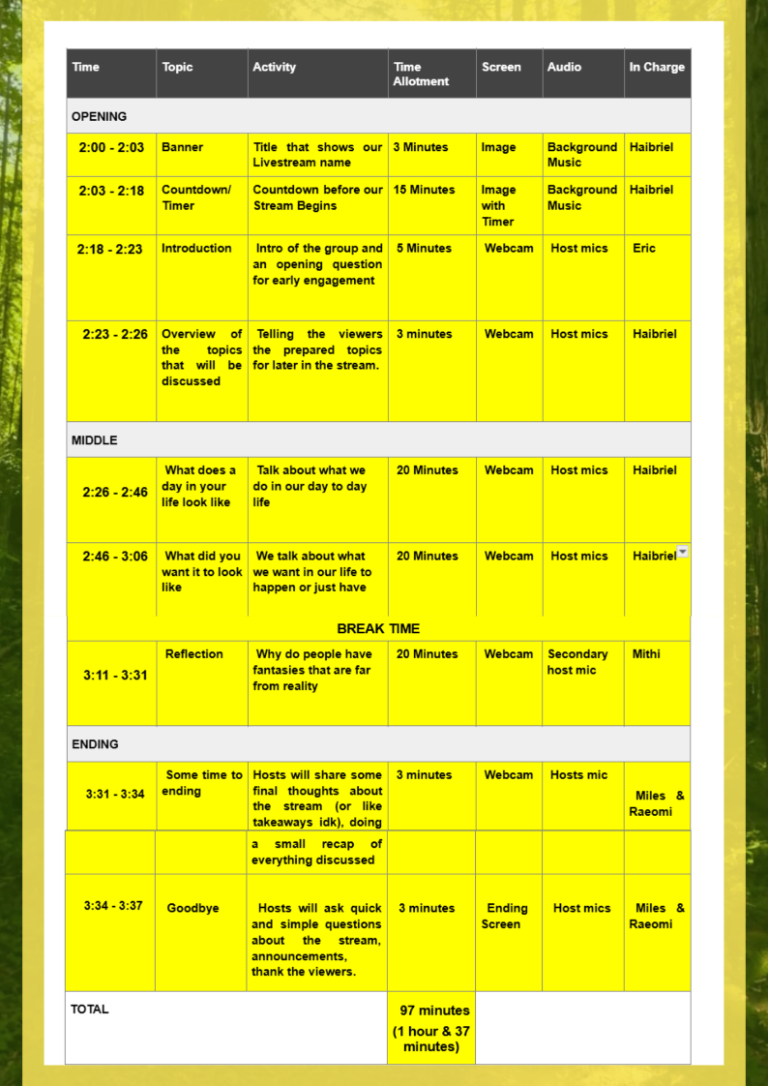 Time Topic Activity Time Allotment Screen Audio In Charge
OPENING
2:00 - 2:03 Banner Title that shows our Livestream name 3 Minutes Image Background Music Haibriel
2:03 - 2:18 Countdown/ Timer Countdown before our Stream Begins 15 Minutes Image with Timer Background Music Haibriel
2:18 - 2:23 Introduction Intro of the group and an opening question for early engagement 5 Minutes Webcam Host mics Eric
2:23 - 2:26 Overview of the topics that will be discussed Telling the viewers the prepared topics for later in the stream. 3 minutes Webcam Host mics Haibriel
MIDDLE
2:26 - 2:46 What does a day in your life look like Talk about what we do in our day to day life 20 Minutes Webcam Host mics Haibriel
2:46 - 3:06 What did you want it to look like We talk about what we want in our life to happen or just have 20 Minutes Webcam Host mics Haibriel
BREAK TIME
3:11 - 3:31 Reflection Why do people have fantasies that are far from reality 20 Minutes Webcam Secondary host mic Mithi
ENDING
3:31 - 3:34 Some time to ending Hosts will share some final thoughts about the stream (or like takeaways idk), doing a small recap of everything discussed 3 minutes Webcam Hosts mic Miles & Raeomi
3:34 - 3:37 Goodbye Hosts will ask quick and simple questions about the stream, announcements, thank the viewers. 3 minutes Ending Screen Host mics Miles & Raeomi
TOTAL 97 minutes (1 hour & 37 minutes)